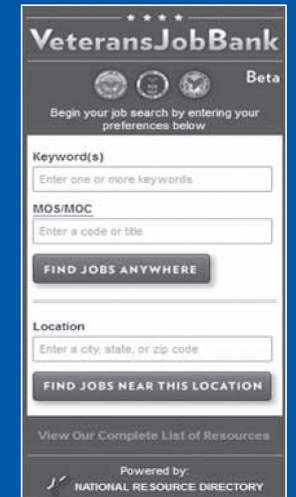 VeteransJobBank
Beta
Begin your job search by entering your
preferences below
Keyword(s)
Enter one or more keywords
MOS/MOC
Enter a code or title
FIND JOBS ANYWHERE
Location
Enter a city, state, or zip code
FIND JOBS NEAR THIS LOCATION
View Our Complete List of Resources
Powered by:
NATIONAL RESOURCE DIRECTORY